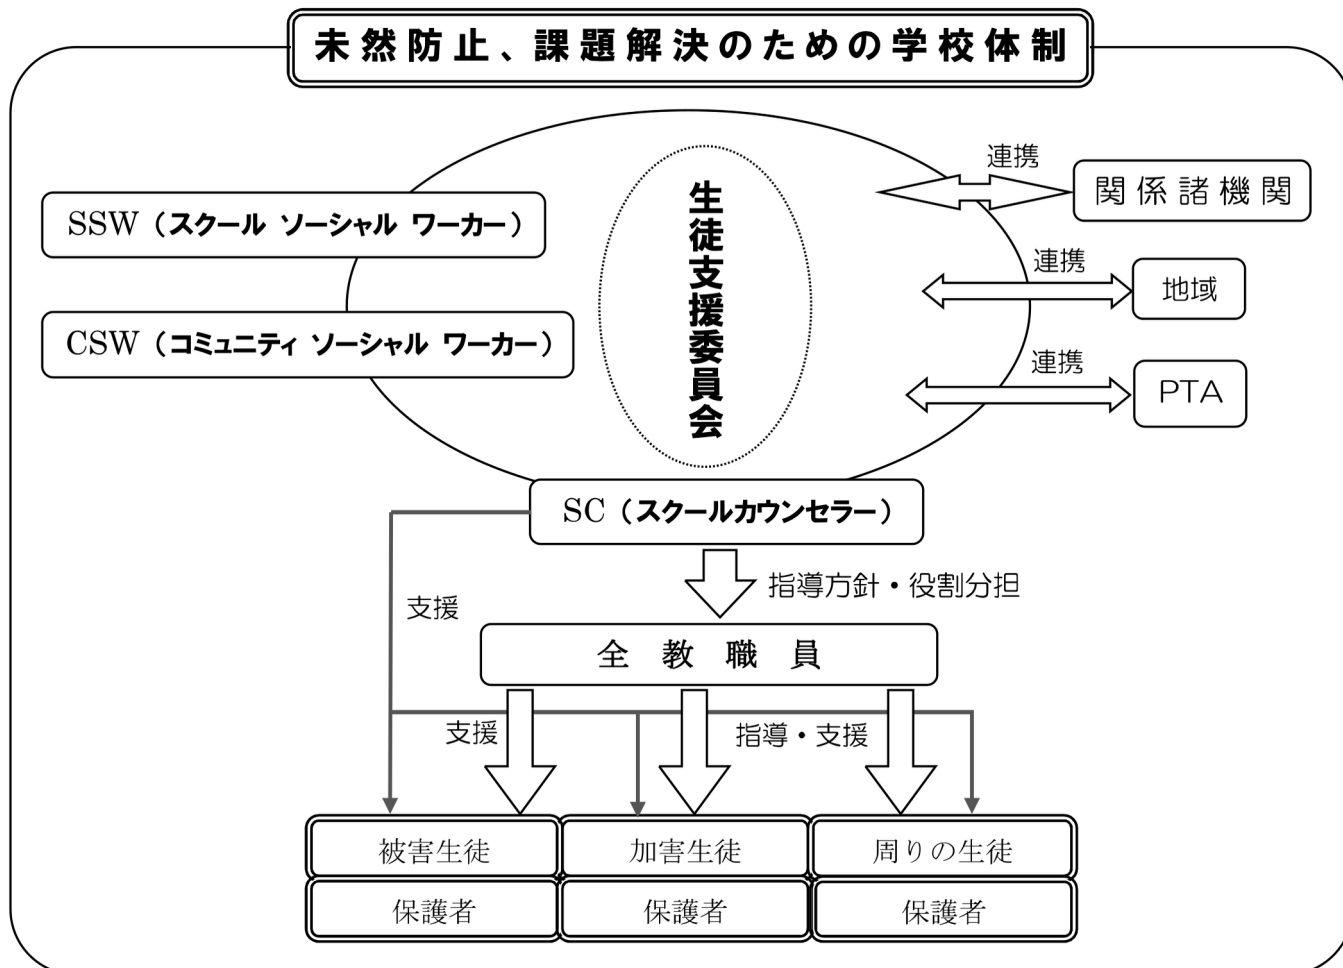 未然防止、課題解決のための学校体制
連携
関係諸機関
SSW（スクール ソーシャル ワーカー）
生徒支援委員会
連携
地域
CSW（コミュニティ ソーシャル ワーカー）
連携
PTA
SC（スクールカウンセラー）
指導方針・役割分担
支援
全教職員
支援
指導・支援
被害生徒
加害生徒
周りの生徒
保護者
保護者
保護者